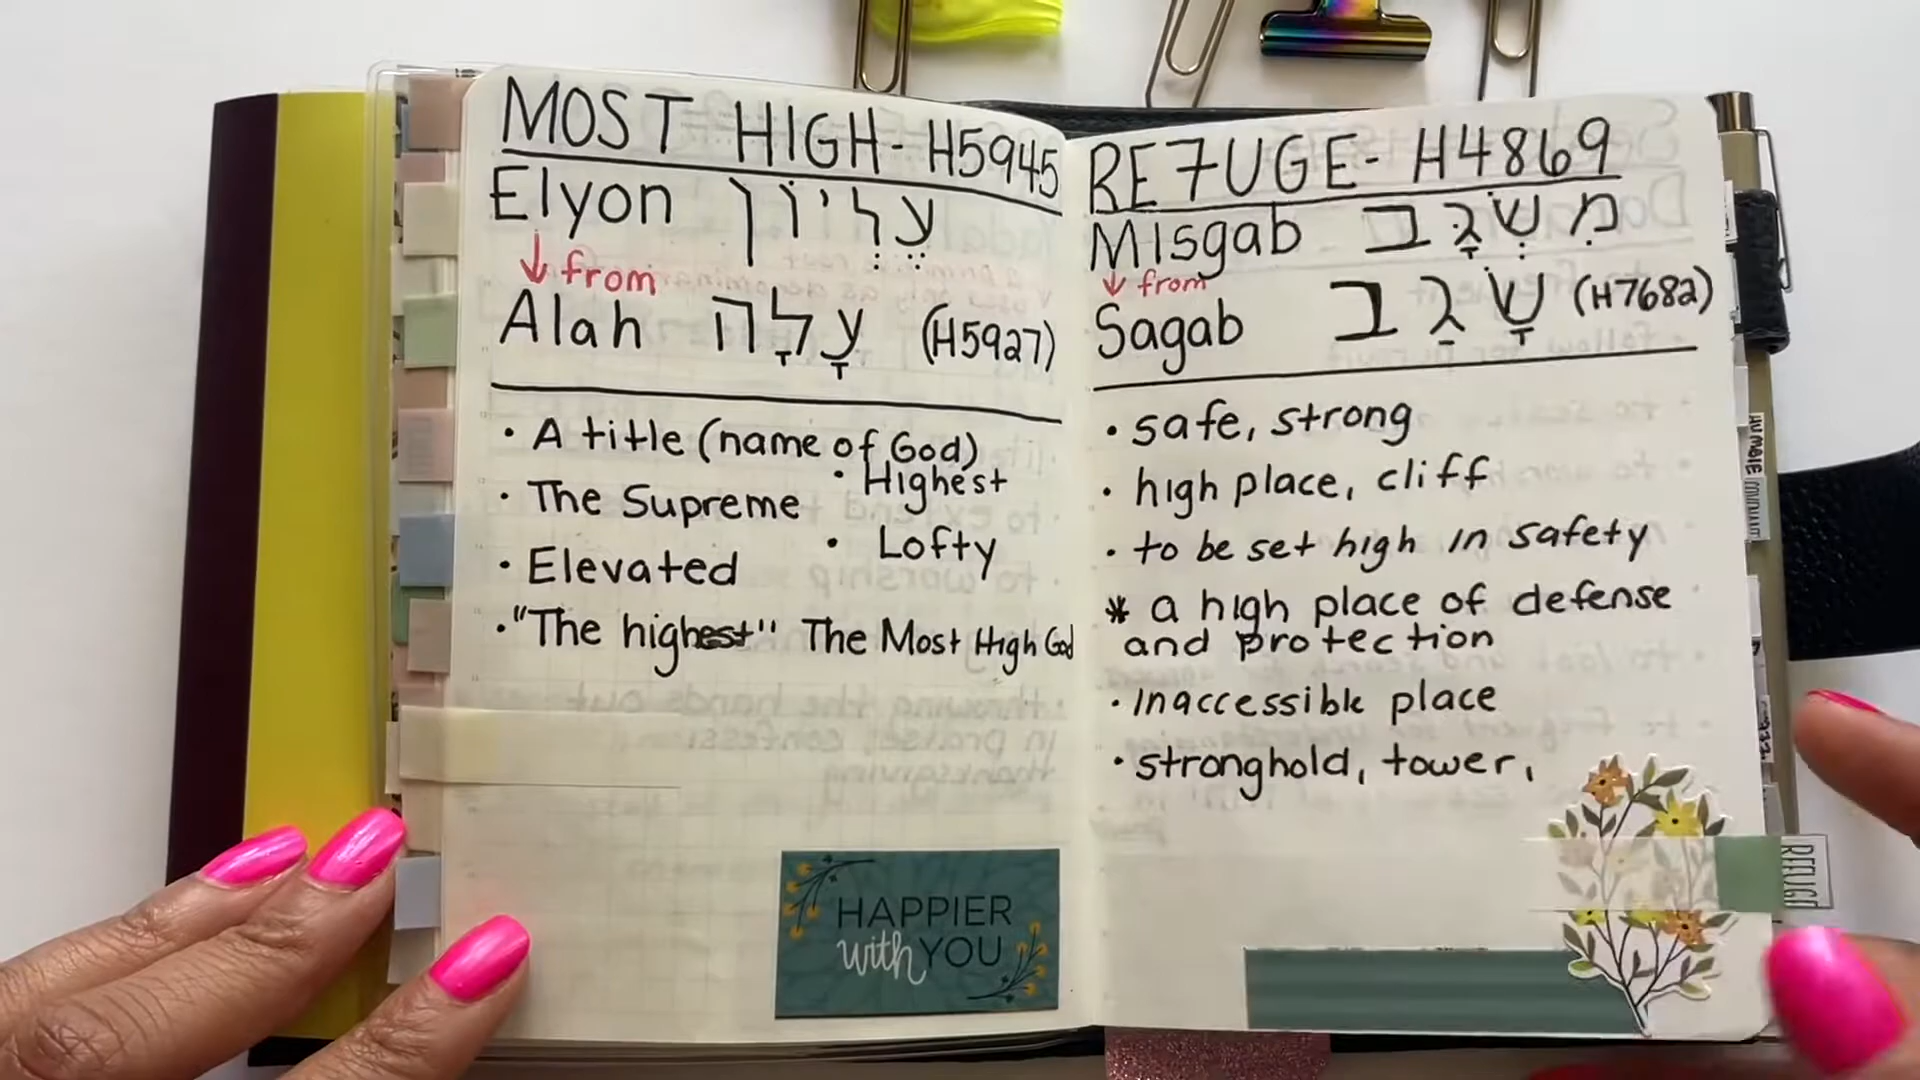 MOST HIGH - H5945
Elyon עֶלְיוֹן
↓ from
Alah עָלָה (H5927)
• A title (name of God)
• Highest
• The Supreme
• Lofty
• Elevated
• "The highest" The Most High God
HAPPIER
with YOU
REFUGE - H4869
Misgab מִשְׂגָּב
↓ from
Sagab שָׂגַב (H7682)
• safe, strong
• high place, cliff
• to be set high in safety
* a high place of defense
and protection
• inaccessible place
• stronghold, tower,
HUMBLE
REFUGE